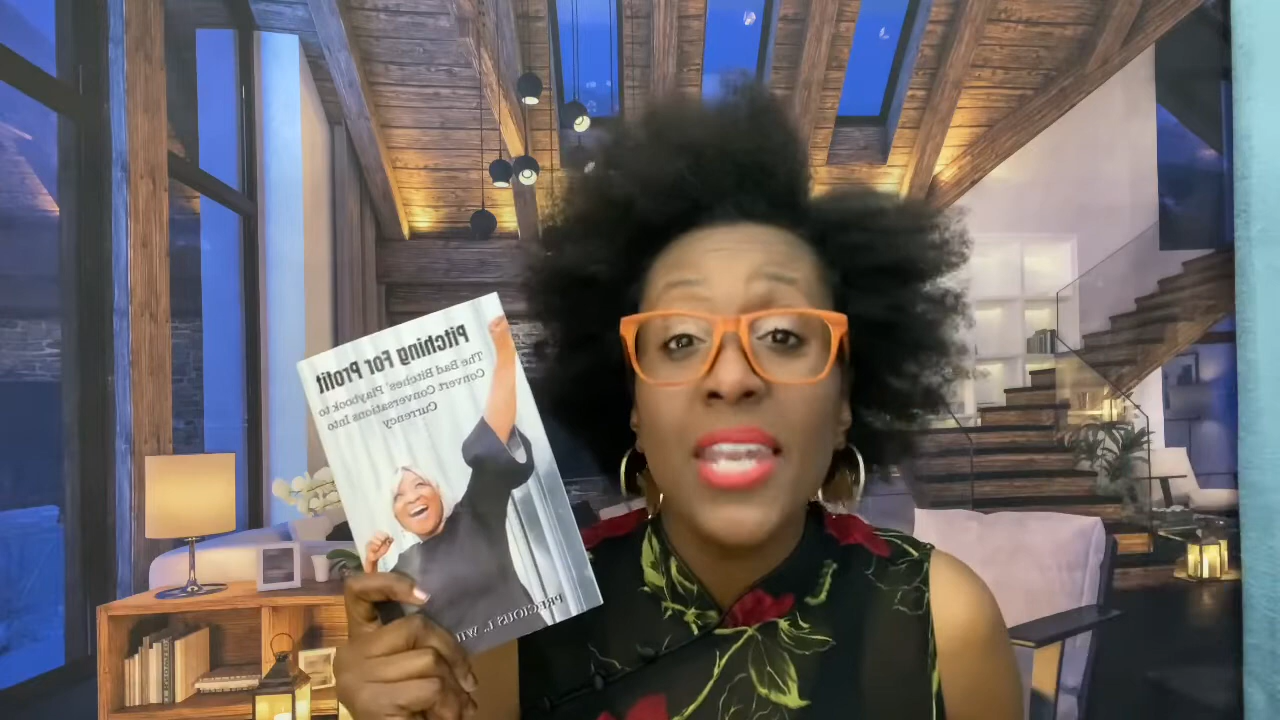 Pitching For Profit
The Bad Bitches' Playbook to
Convert Conversations Into
Currency
PRECIOUS L.